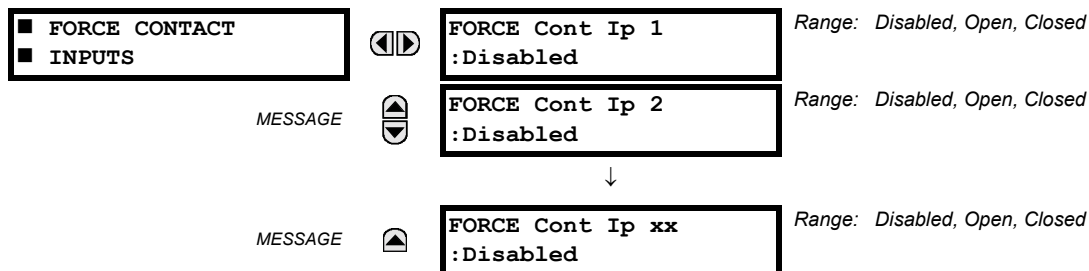 ■ FORCE CONTACT
■ INPUTS
FORCE Cont Ip 1
:Disabled
Range: Disabled, Open, Closed
MESSAGE
FORCE Cont Ip 2
:Disabled
Range: Disabled, Open, Closed
↓
MESSAGE
FORCE Cont Ip xx
:Disabled
Range: Disabled, Open, Closed